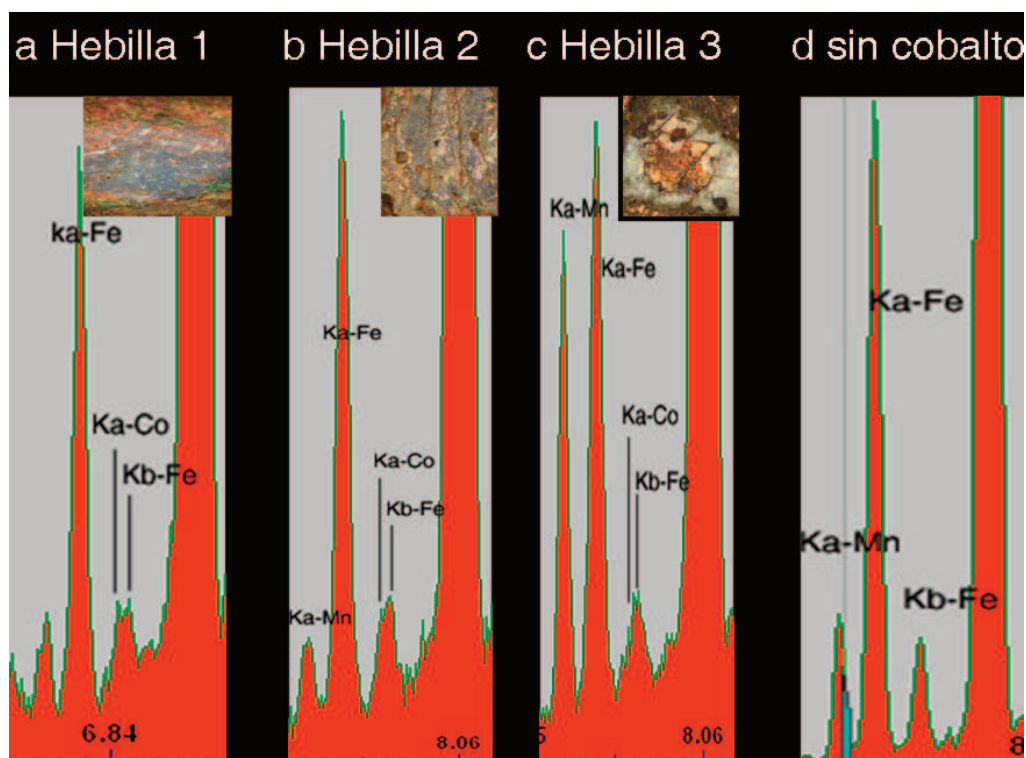 a Hebilla 1
b Hebilla 2
c Hebilla 3
d sin cobalto
ka-Fe
Ka-Co
Kb-Fe
6.84
Ka-Fe
Ka-Co
Kb-Fe
Ka-Mn
8.06
Ka-Mn
Ka-Fe
Ka-Co
Kb-Fe
5
8.06
Ka-Fe
Ka-Mn
Kb-Fe
8